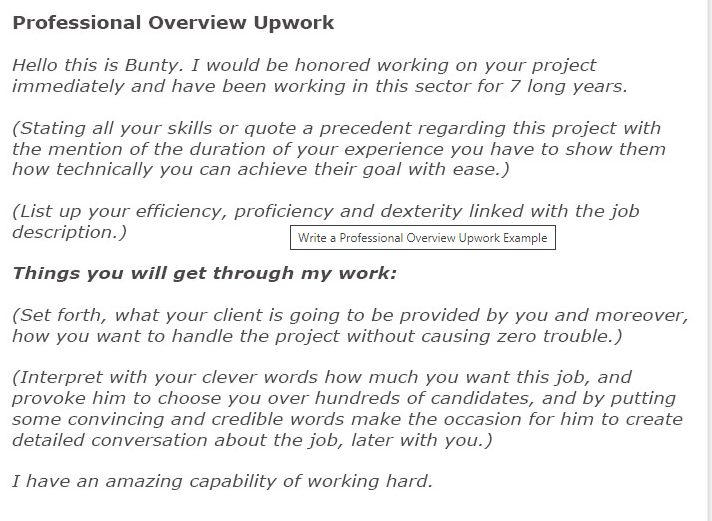 Professional Overview Upwork
Hello this is Bunty. I would be honored working on your project
immediately and have been working in this sector for 7 long years.
(Stating all your skills or quote a precedent regarding this project with
the mention of the duration of your experience you have to show them
how technically you can achieve their goal with ease.)
(List up your efficiency, proficiency and dexterity linked with the job
description.)
Write a Professional Overview Upwork Example
Things you will get through my work:
(Set forth, what your client is going to be provided by you and moreover,
how you want to handle the project without causing zero trouble.)
(Interpret with your clever words how much you want this job, and
provoke him to choose you over hundreds of candidates, and by putting
some convincing and credible words make the occasion for him to create
detailed conversation about the job, later with you.)
I have an amazing capability of working hard.